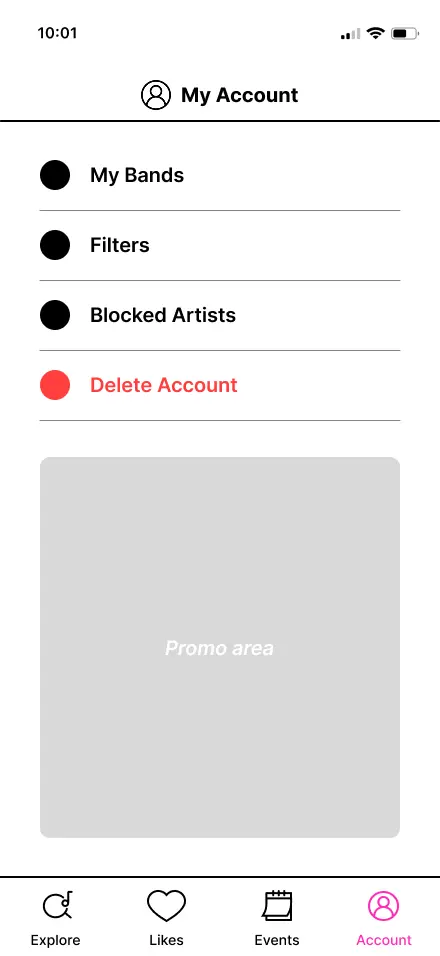 10:01
My Account
My Bands
Filters
Blocked Artists
Delete Account
Promo area
Explore
Likes
Events
Account